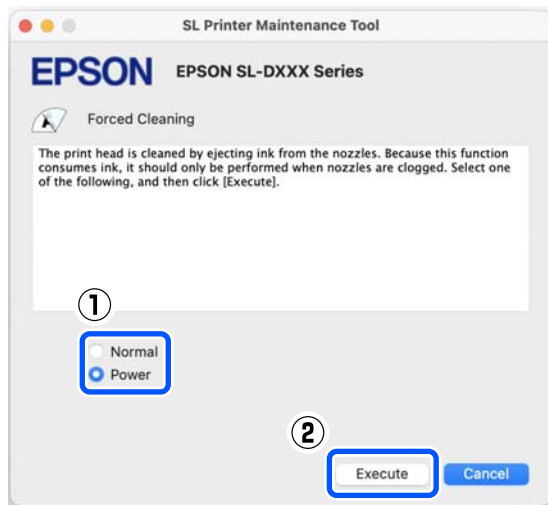 SL Printer Maintenance Tool
EPSON EPSON SL-DXXX Series
Forced Cleaning
The print head is cleaned by ejecting ink from the nozzles. Because this function
consumes ink, it should only be performed when nozzles are clogged. Select one
of the following, and then click [Execute].
①
Normal
Power
②
Execute Cancel